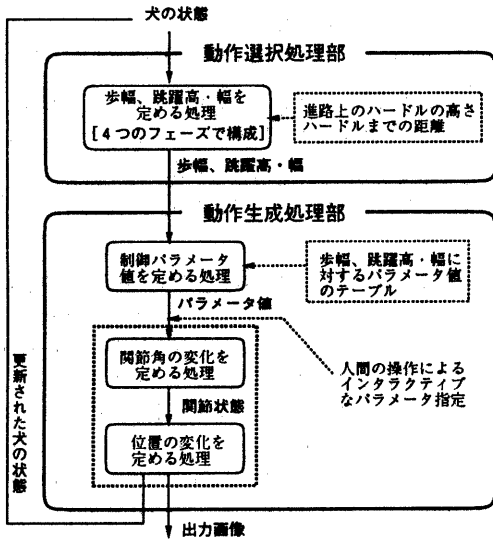 犬の状態
動作選択処理部
歩幅、跳躍高・幅を
定める処理
[4つのフェーズで構成]
進路上のハードルの高さ
ハードルまでの距離
歩幅、跳躍高・幅
動作生成処理部
制御パラメータ
値を定める処理
歩幅、跳躍高・幅に
対するパラメータ値
のテーブル
パラメータ値
関節角の変化を
定める処理
人間の操作による
インタラクティブ
なパラメータ指定
関節状態
位置の変化を
定める処理
更新された犬の状態
出力画像